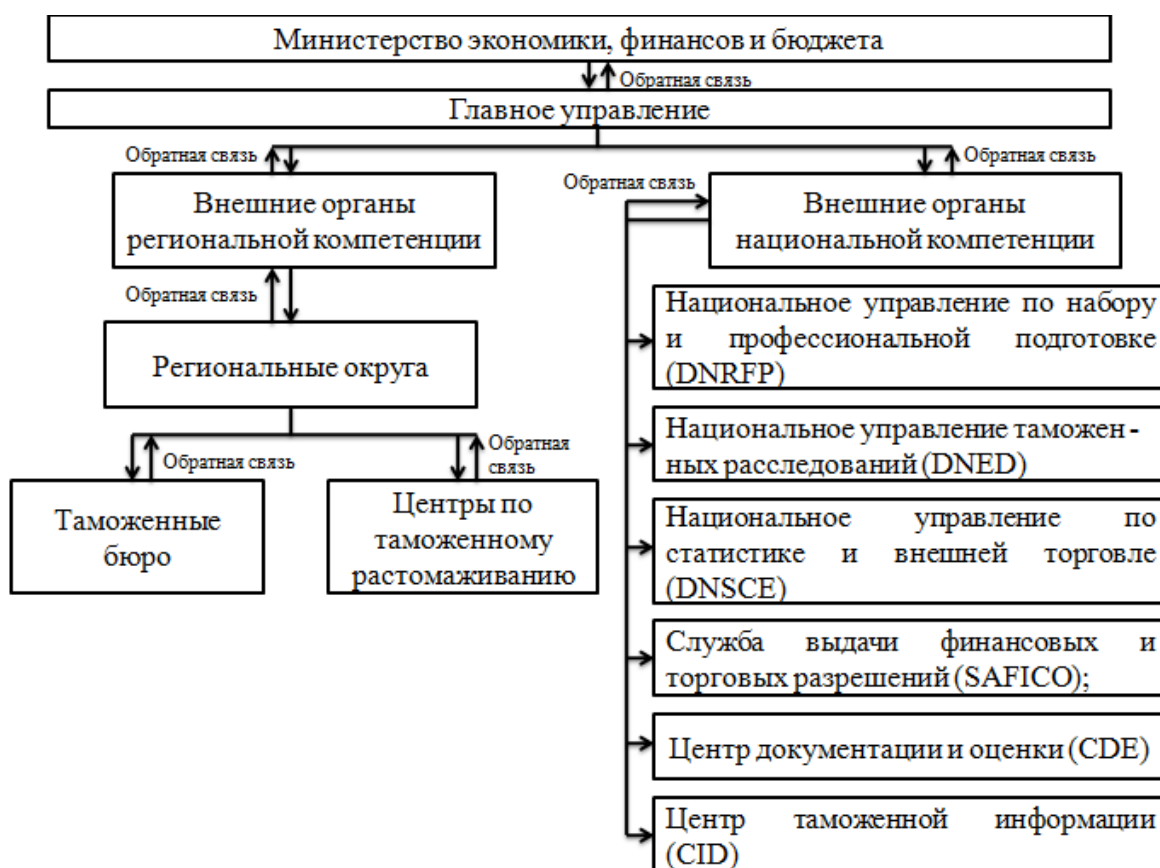 Министерство экономики, финансов и бюджета
Обратная связь
Главное управление
Обратная связь
Обратная связь
Внешние органы
региональной компетенции
Обратная связь
Внешние органы
национальной компетенции
Обратная связь
Региональные округа
Обратная связь
Обратная
связь
Таможенные
бюро
Центры по
таможенному
растомаживанию
Национальное управление по набору
и профессиональной подготовке
(DNRFP)
Национальное управление таможен-
ных расследований (DNED)
Национальное управление по
статистике и внешней торговле
(DNSCE)
Служба выдачи финансовых и
торговых разрешений (SAFICO);
Центр документации и оценки (CDE)
Центр таможенной информации
(CID)